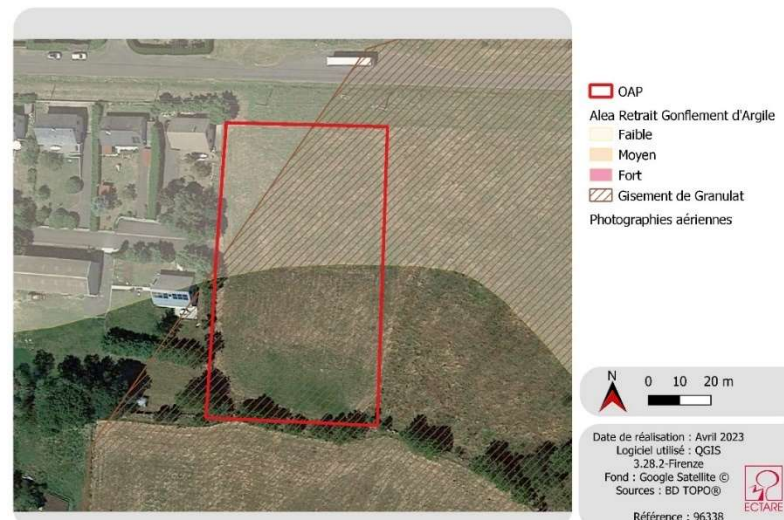 OAP
Alea Retrait Gonflement d'Argile
Faible
Moyen
Fort
Gisement de Granulat
Photographies aériennes
N
0 10 20 m
Date de réalisation : Avril 2023
Logiciel utilisé : QGIS
3.28.2-Firenze
Fond : Google Satellite ©
Sources : BD TOPO®
Référence : 96338
ECTARE